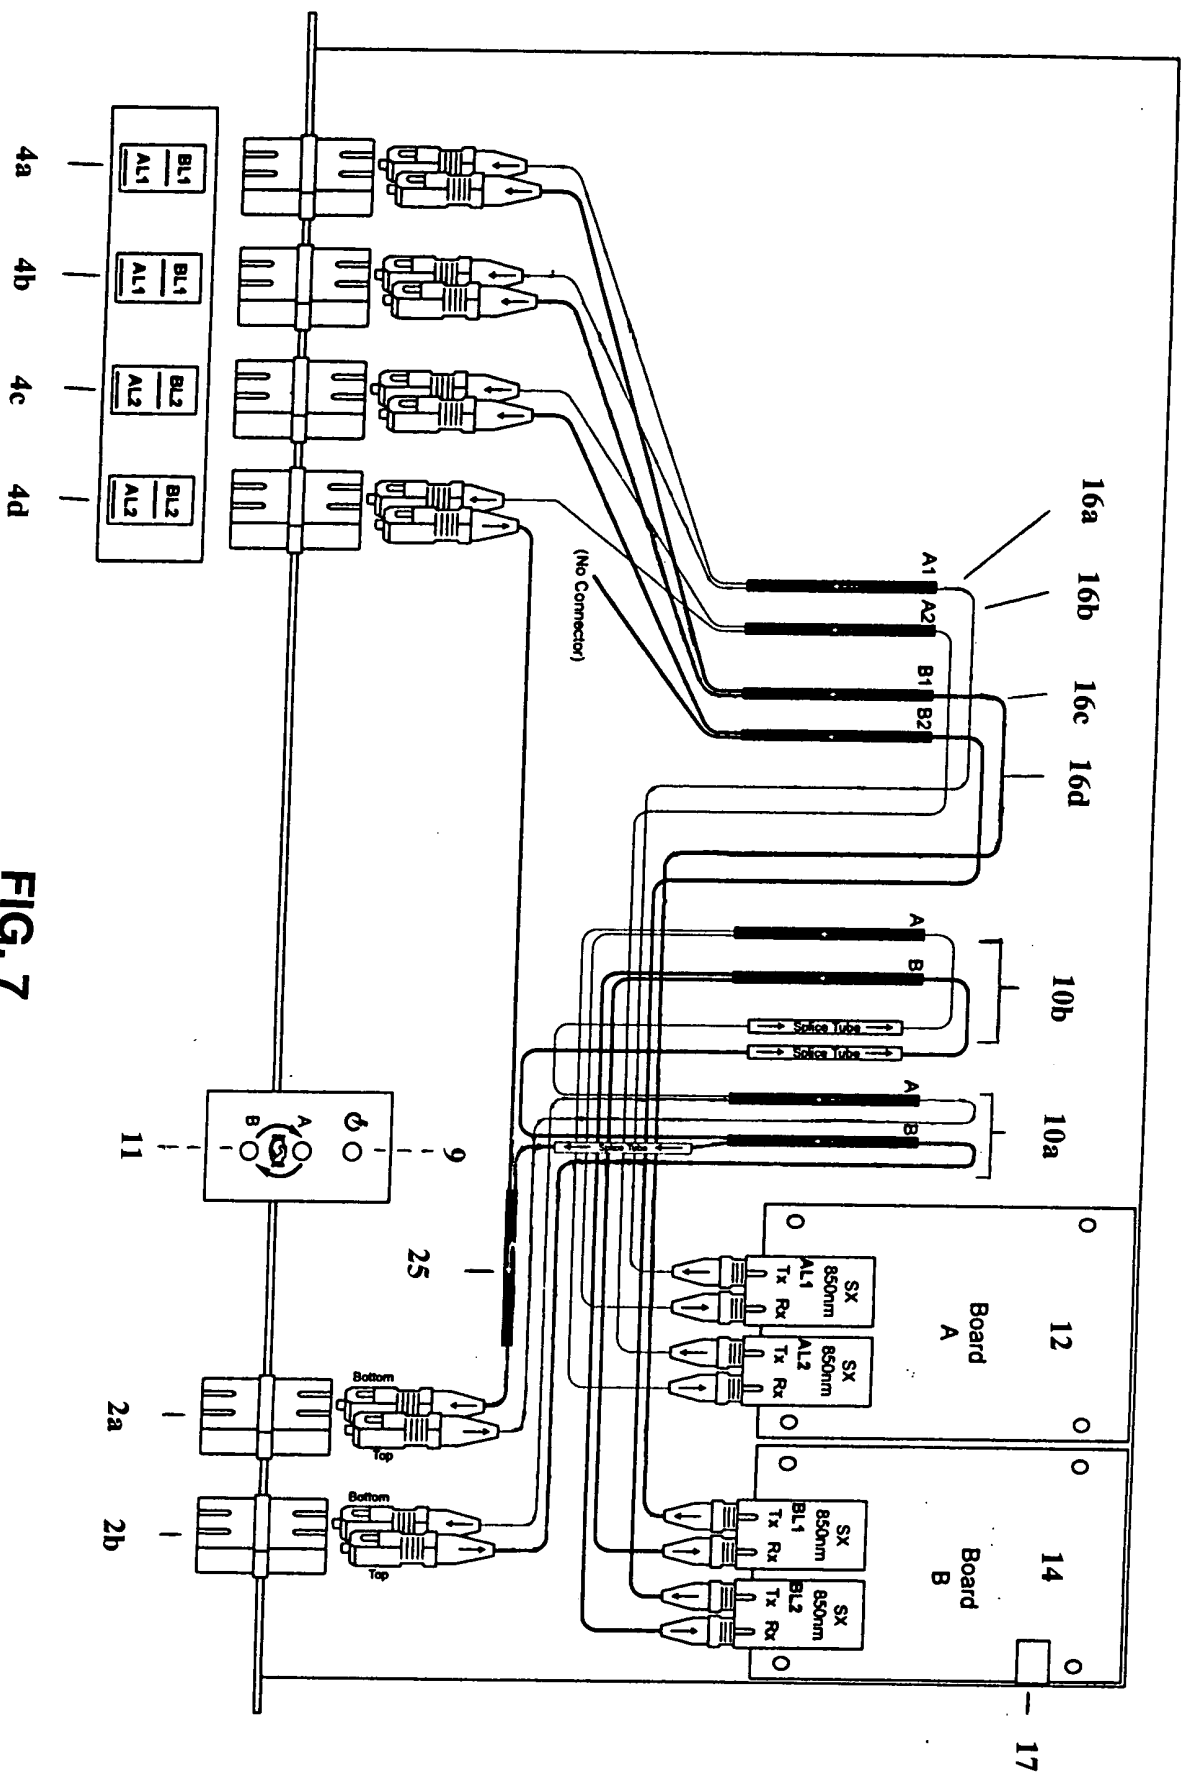 4a
4b
4c
4d
BL1
AL1
BL1
AL1
BL2
AL2
BL2
AL2
16a
16b
16c
16d
A1
A2
B1
B2
(No Connector)
10b
A
B
Splice Tube
Splice Tube
10a
A
B
Splice Tube
11
9
A
B
25
12
Board
A
SX
850nm
AL1
Tx Rx
SX
850nm
AL2
Tx Rx
14
Board
B
SX
850nm
BL1
Tx Rx
SX
850nm
BL2
Tx Rx
17
Bottom
Top
2a
Bottom
Top
2b
FIG. 7